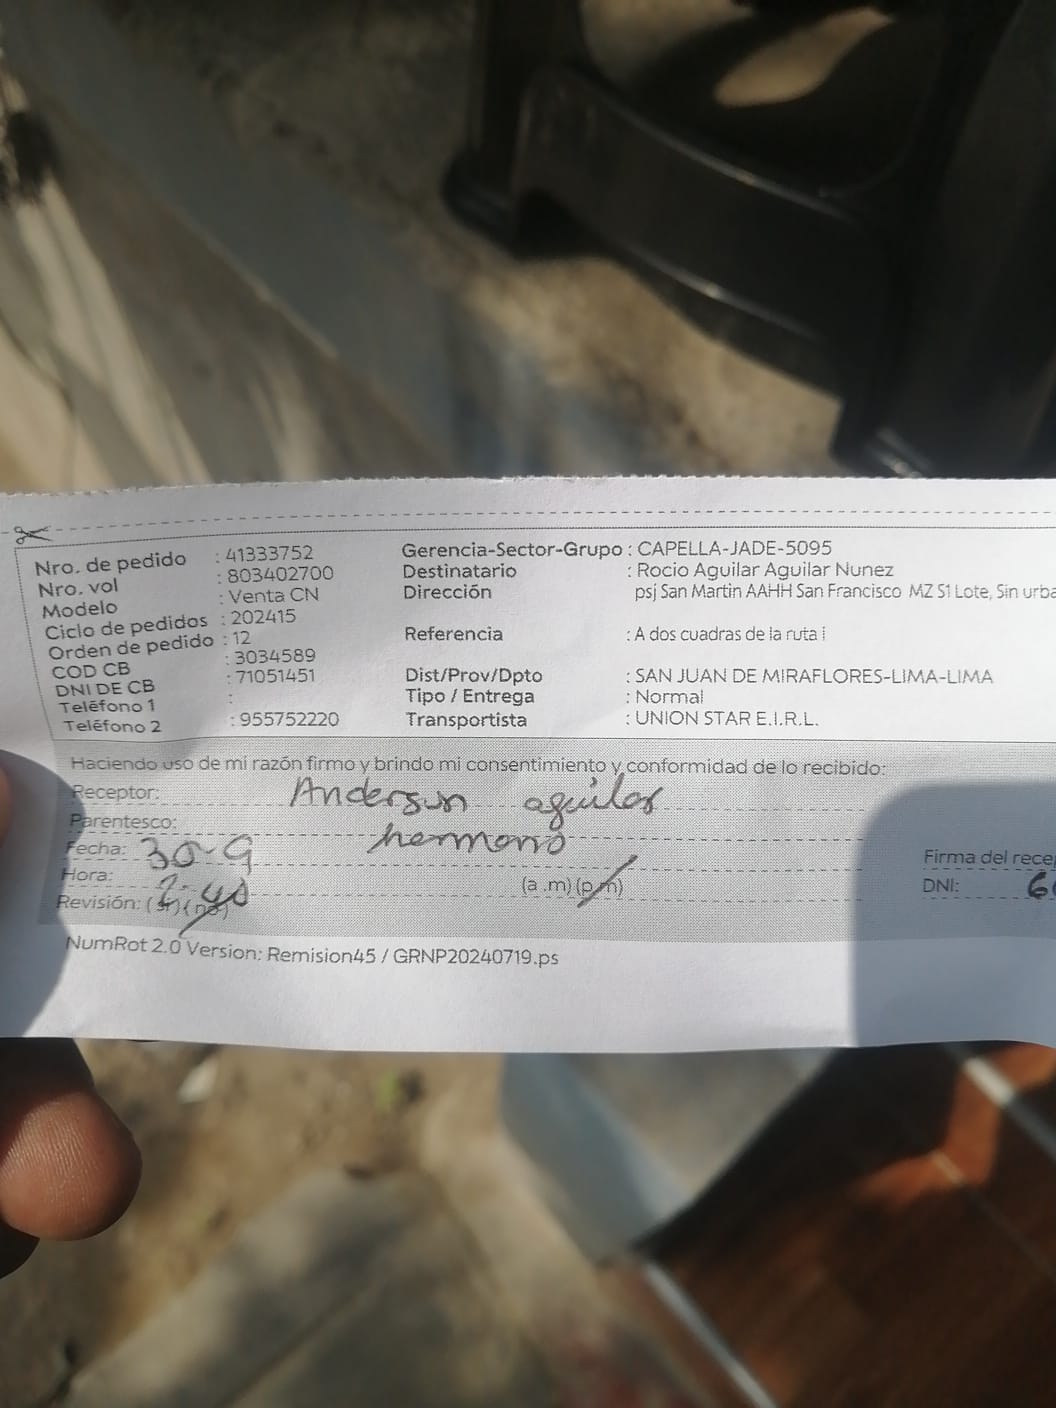 Nro. de pedido : 41333752
Nro. vol : 803402700
Modelo : Venta CN
Ciclo de pedidos : 202415
Orden de pedido : 12
COD CB : 3034589
DNI DE CB : 71051451
Teléfono 1 :
Teléfono 2 : 955752220
Gerencia-Sector-Grupo : CAPELLA-JADE-5095
Destinatario : Rocio Aguilar Aguilar Nunez
Dirección psj San Martin AAHH San Francisco MZ S1 Lote, Sin urba
Referencia : A dos cuadras de la ruta i
Dist/Prov/Dpto : SAN JUAN DE MIRAFLORES-LIMA-LIMA
Tipo / Entrega : Normal
Transportista : UNION STAR E.I.R.L.
Haciendo uso de mi razón firmo y brindo mi consentimiento y conformidad de lo recibido:
Receptor: Anderson aguilar
Parentesco: hermano
Fecha: 30-9
Hora: 2:40 (a .m) (p.m)
Revisión: (si) (no)
Firma del rece
DNI: 60
NumRot 2.0 Version: Remision45 / GRNP20240719.ps